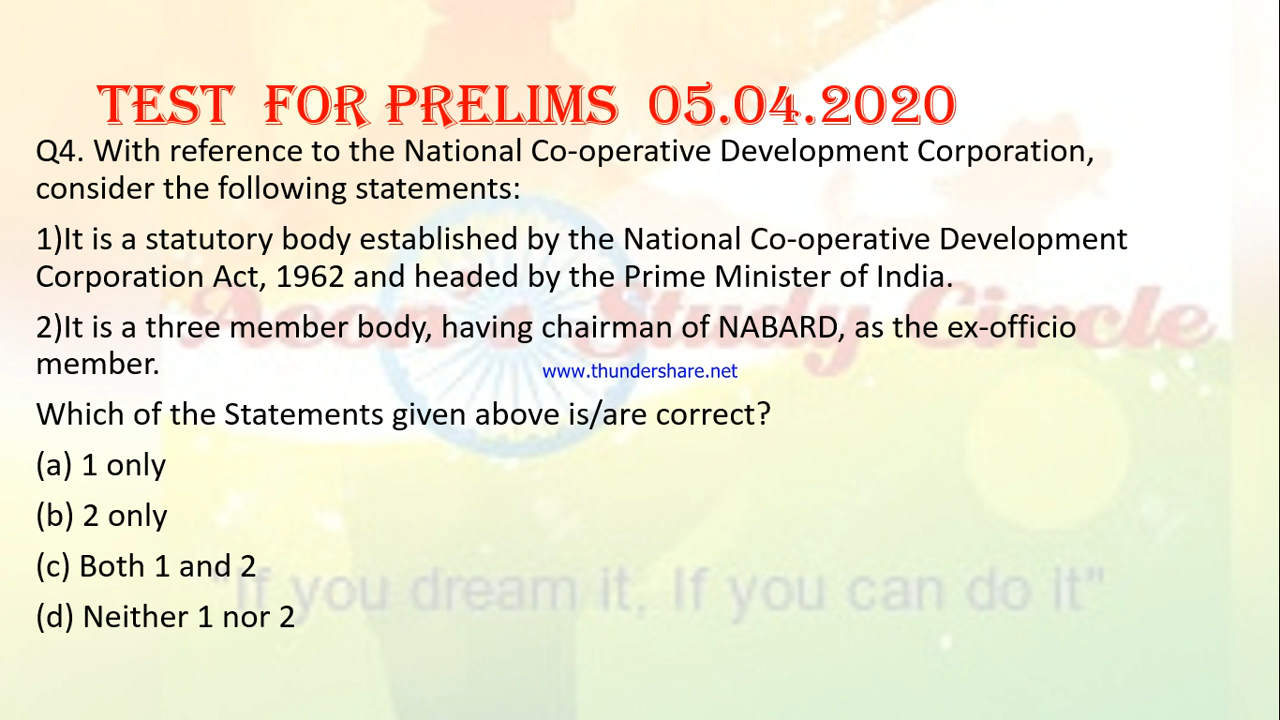 TEST FOR PRELIMS 05.04.2020
Q4. With reference to the National Co-operative Development Corporation,
consider the following statements:
1)It is a statutory body established by the National Co-operative Development
Corporation Act, 1962 and headed by the Prime Minister of India.
2)It is a three member body, having chairman of NABARD, as the ex-officio
member.
www.thundershare.net
Which of the Statements given above is/are correct?
(a) 1 only
(b) 2 only
(c) Both 1 and 2
(d) Neither 1 nor 2
Study Circle
"If you dream it, If you can do it"